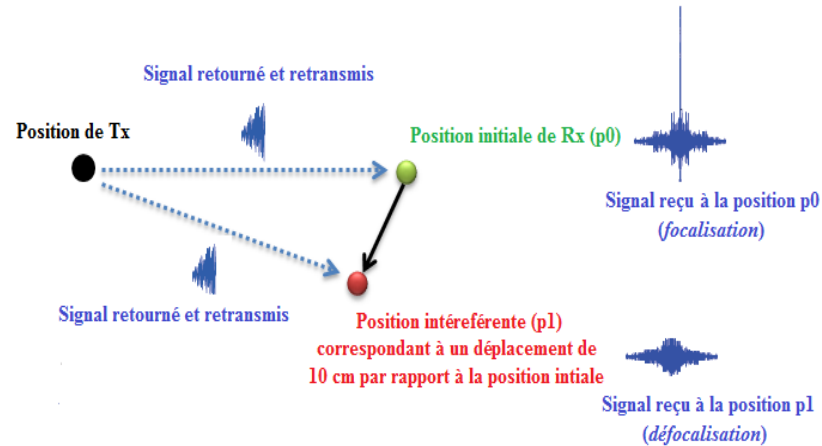 Signal retourné et retransmis
Position de Tx
Position initiale de Rx (p0)
Signal reçu à la position p0
(focalisation)
Signal retourné et retransmis
Position intéreférente (p1)
correspondant à un déplacement de
10 cm par rapport à la position intiale
Signal reçu à la position p1
(défocalisation)